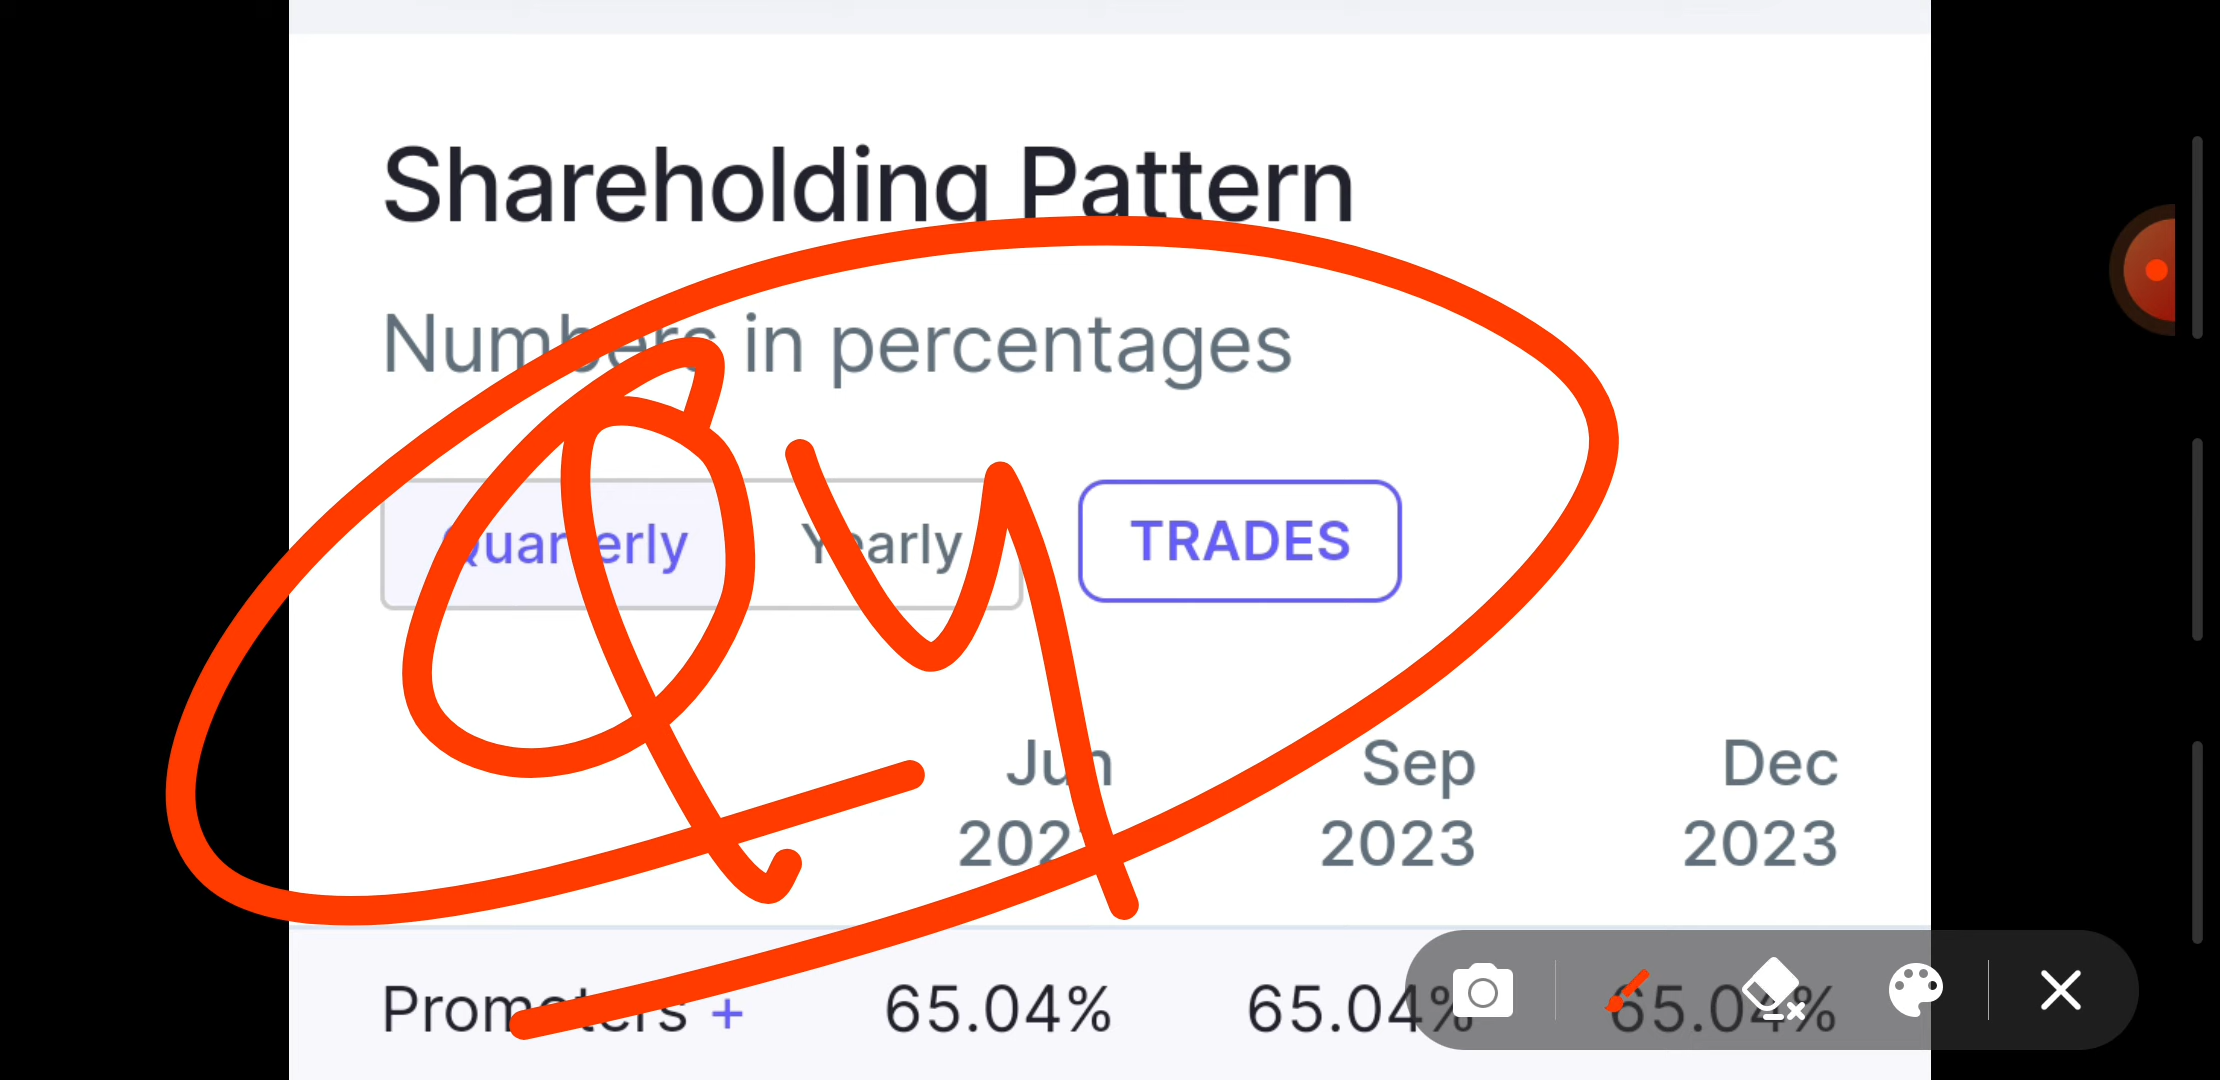 Shareholding Pattern
Numbers in percentages
Quarterly Yearly TRADES
Jun Sep Dec
202 2023 2023
Promoters + 65.04% 65.04% 65.04%